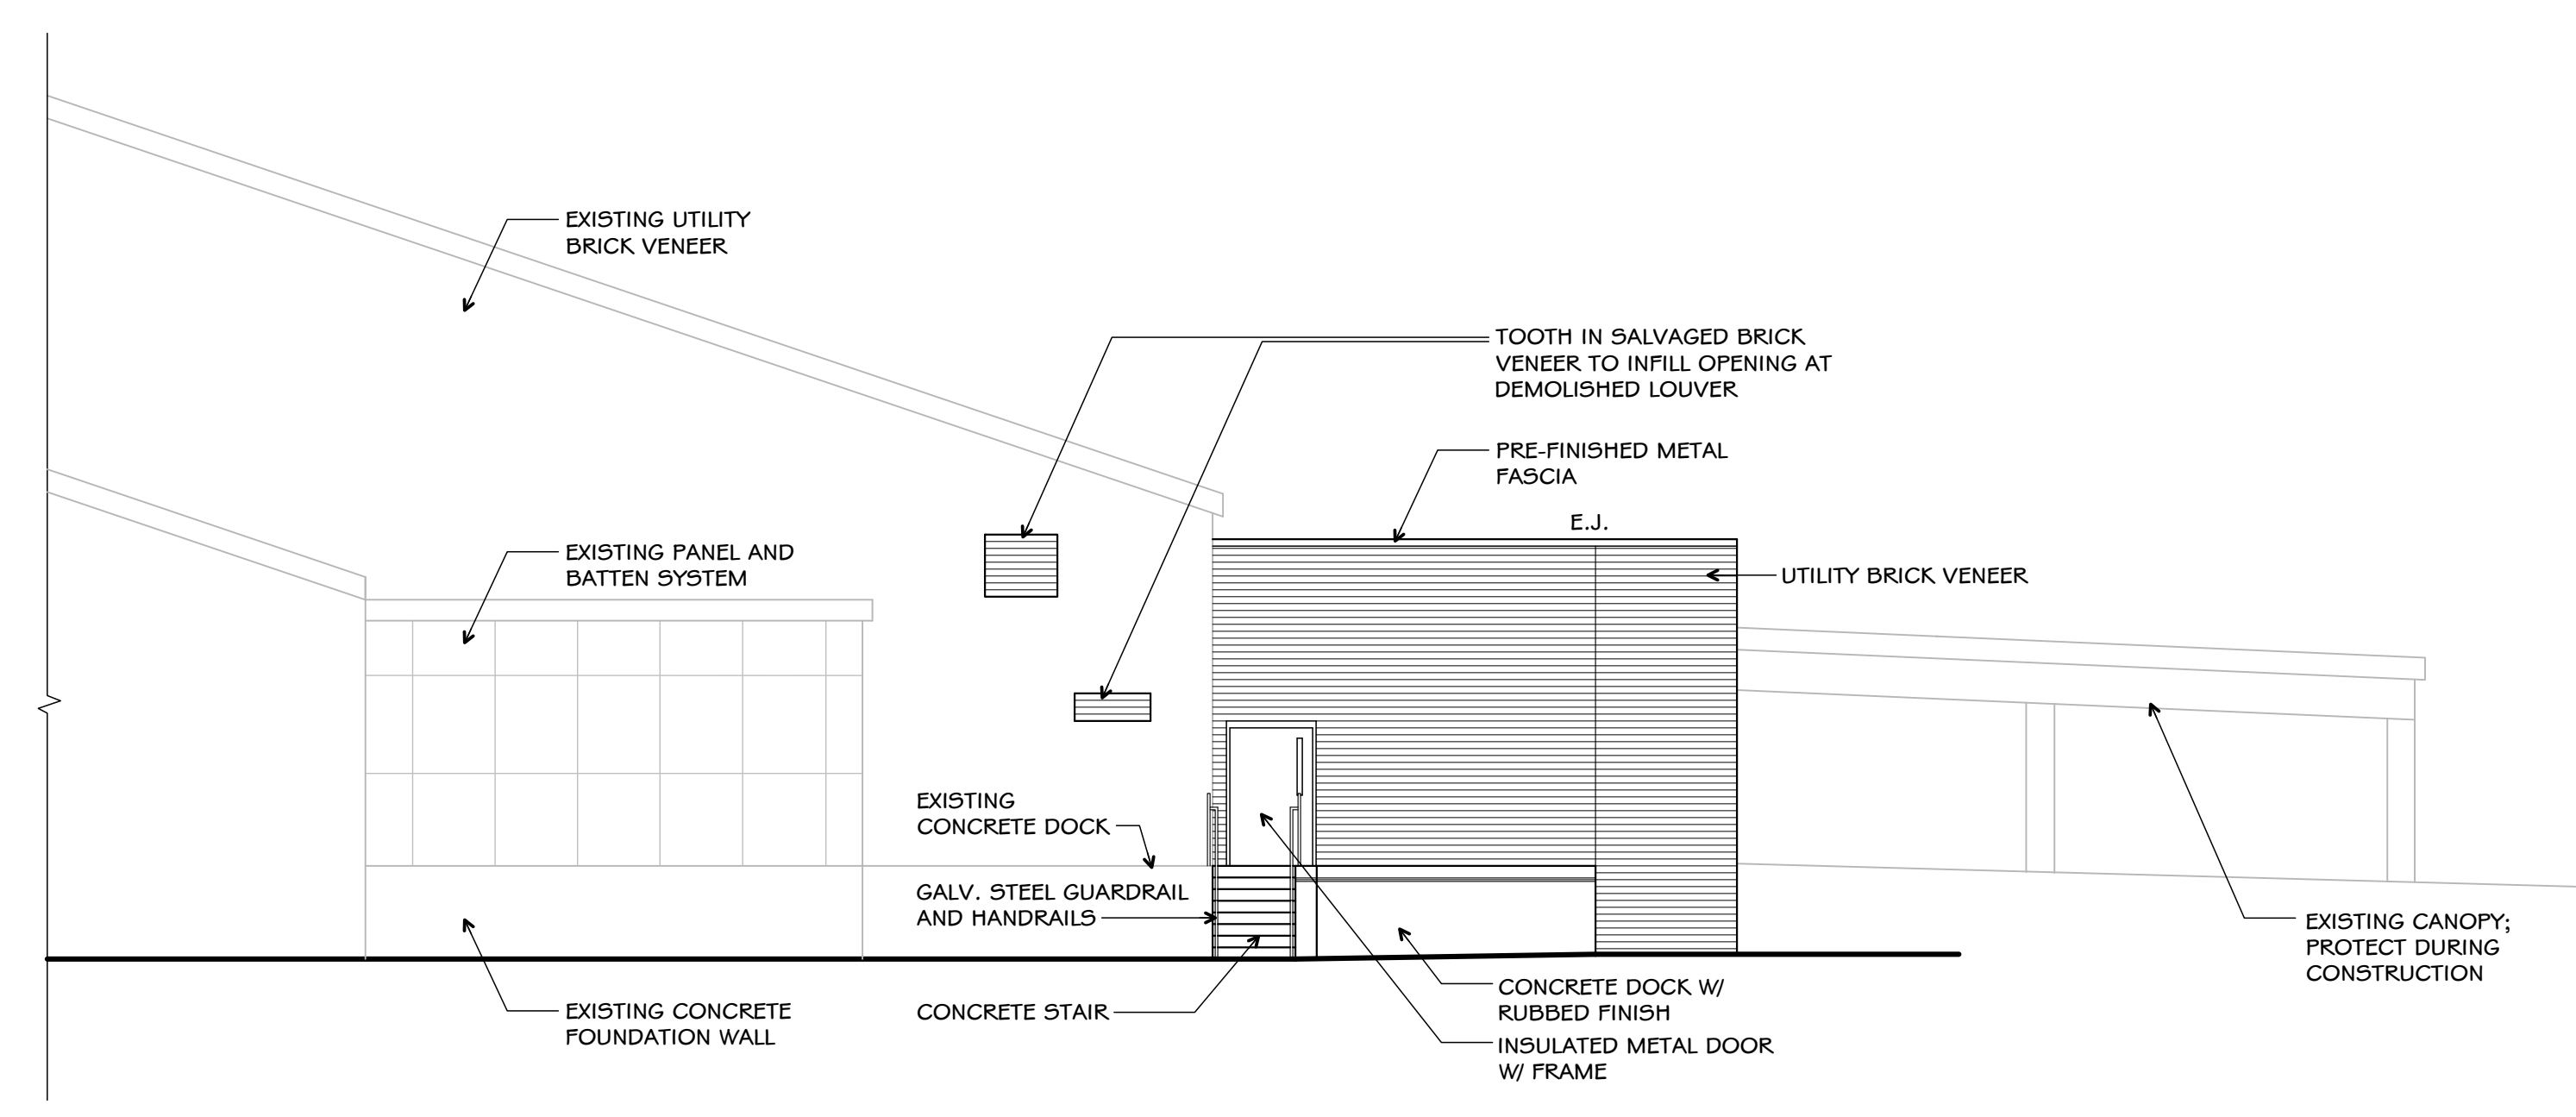 EXISTING UTILITY
BRICK VENEER
TOOTH IN SALVAGED BRICK
VENEER TO INFILL OPENING AT
DEMOLISHED LOUVER
PRE-FINISHED METAL
FASCIA
E.J.
EXISTING PANEL AND
BATTEN SYSTEM
UTILITY BRICK VENEER
EXISTING
CONCRETE DOCK
GALV. STEEL GUARDRAIL
AND HANDRAILS
EXISTING CANOPY;
PROTECT DURING
CONSTRUCTION
EXISTING CONCRETE
FOUNDATION WALL
CONCRETE STAIR
CONCRETE DOCK W/
RUBBED FINISH
INSULATED METAL DOOR
W/ FRAME